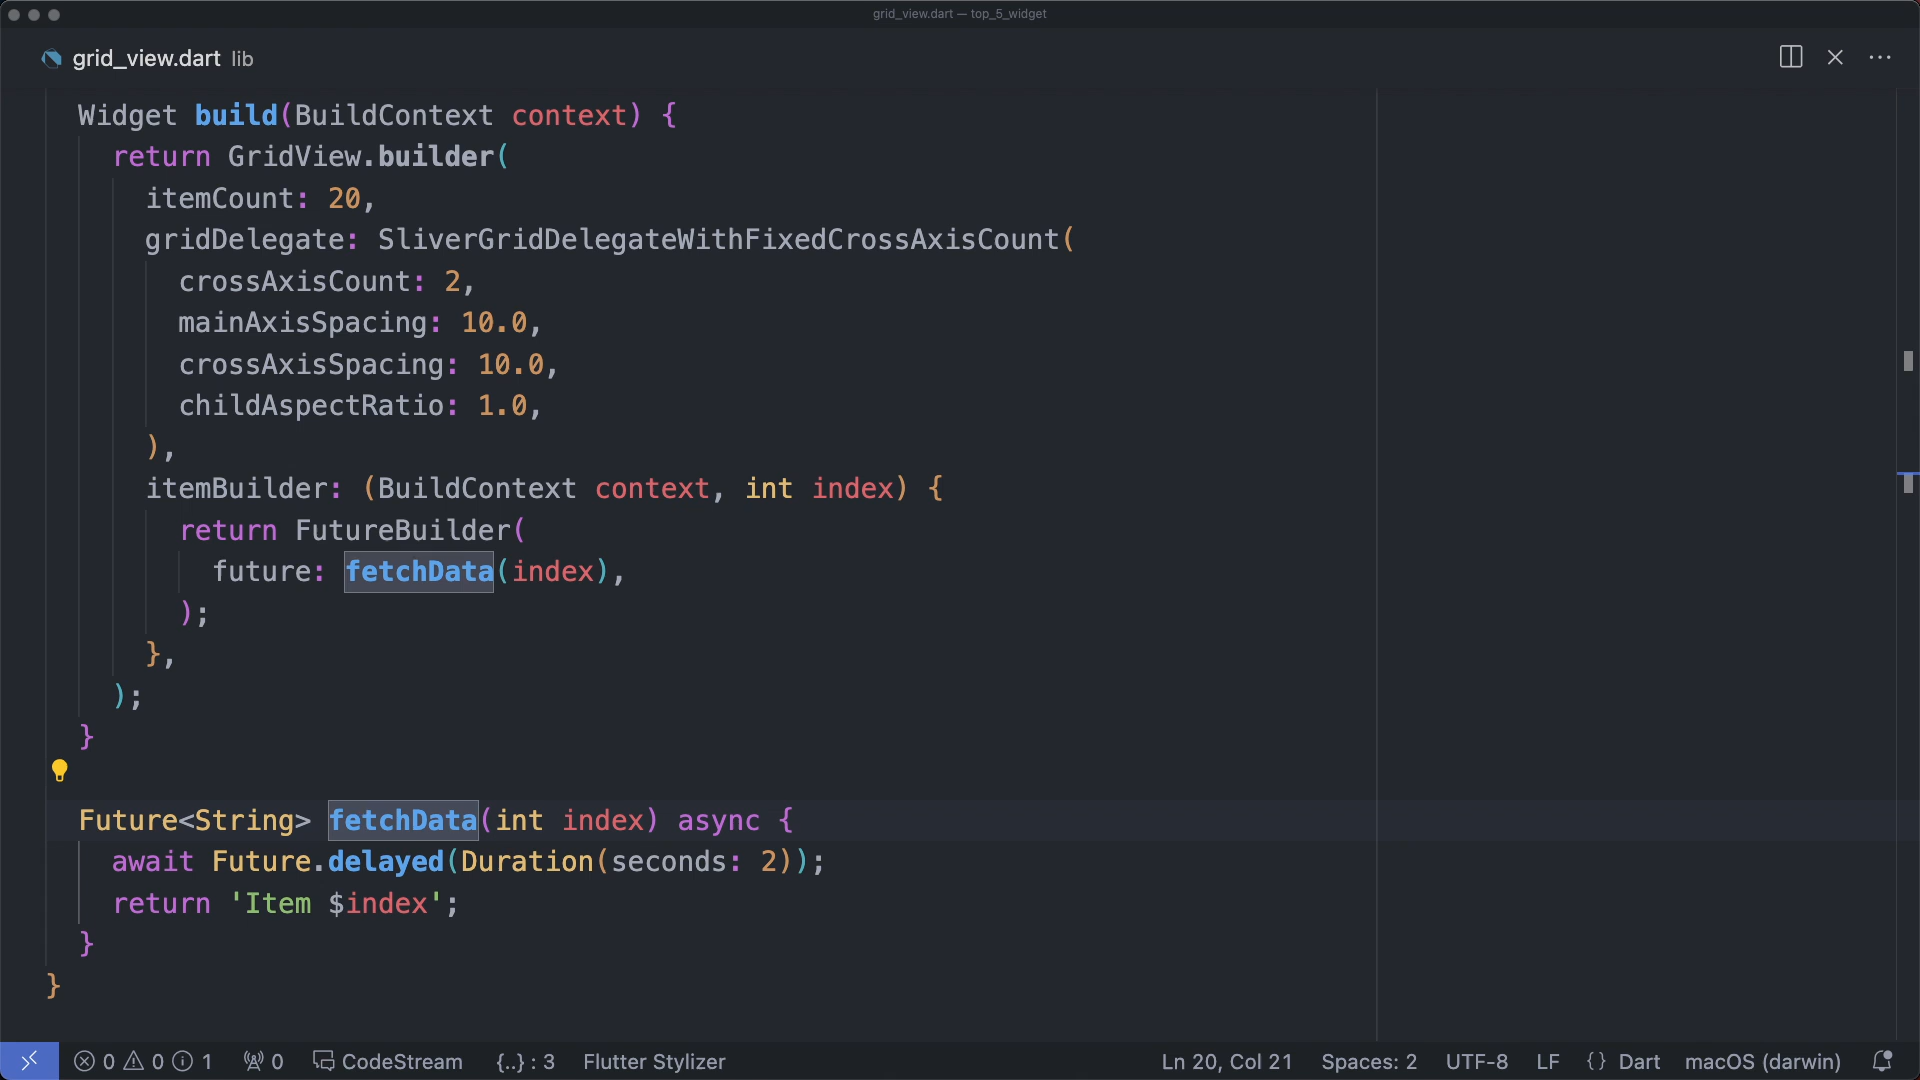 grid_view.dart — top_5_widget
grid_view.dart lib
Widget build(BuildContext context) {
return GridView.builder(
itemCount: 20,
gridDelegate: SliverGridDelegateWithFixedCrossAxisCount(
crossAxisCount: 2,
mainAxisSpacing: 10.0,
crossAxisSpacing: 10.0,
childAspectRatio: 1.0,
),
itemBuilder: (BuildContext context, int index) {
return FutureBuilder(
future: fetchData(index),
);
},
);
}
Future<String> fetchData(int index) async {
await Future.delayed(Duration(seconds: 2));
return 'Item $index';
}
}
0 0 1 0 CodeStream {..} : 3 Flutter Stylizer Ln 20, Col 21 Spaces: 2 UTF-8 LF {} Dart macOS (darwin)